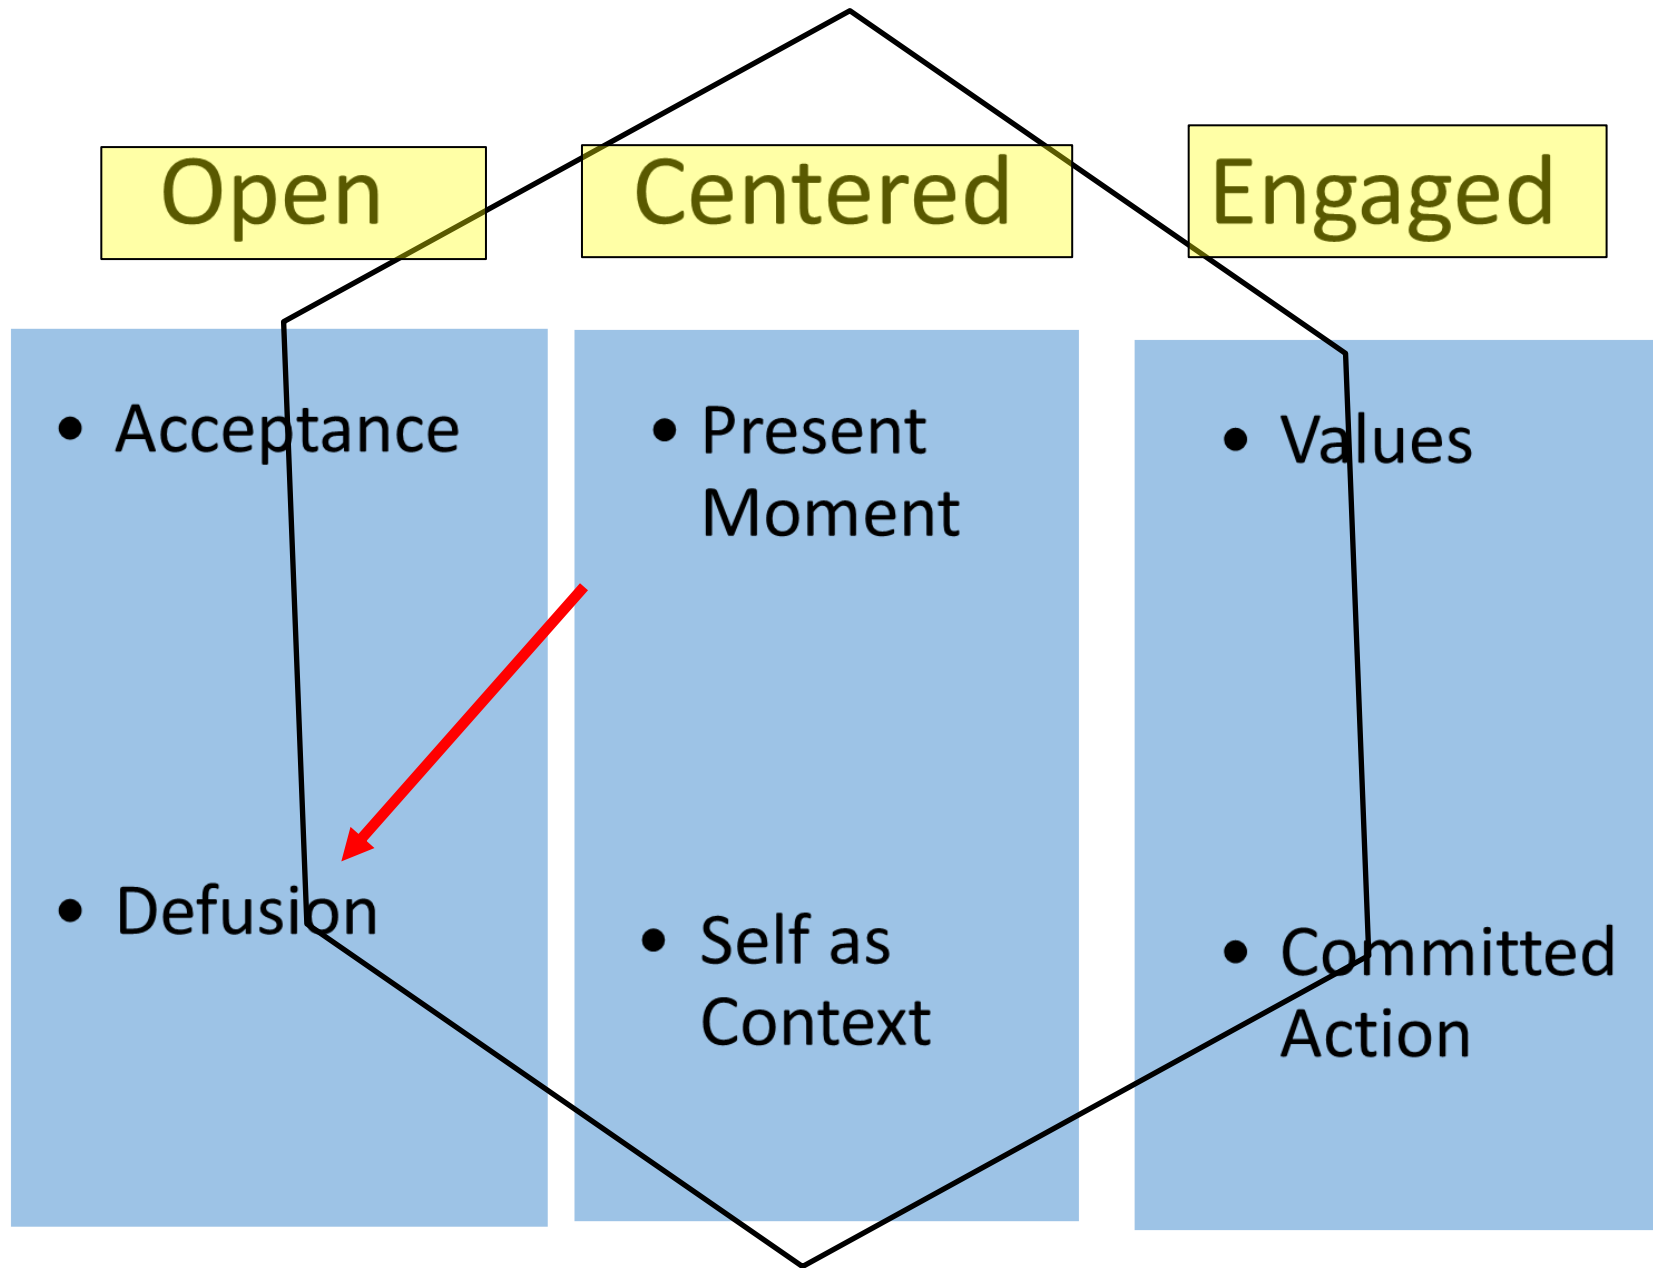 Open
Centered
Engaged
• Acceptance
• Defusion
• Present
Moment
• Self as
Context
• Values
• Committed
Action